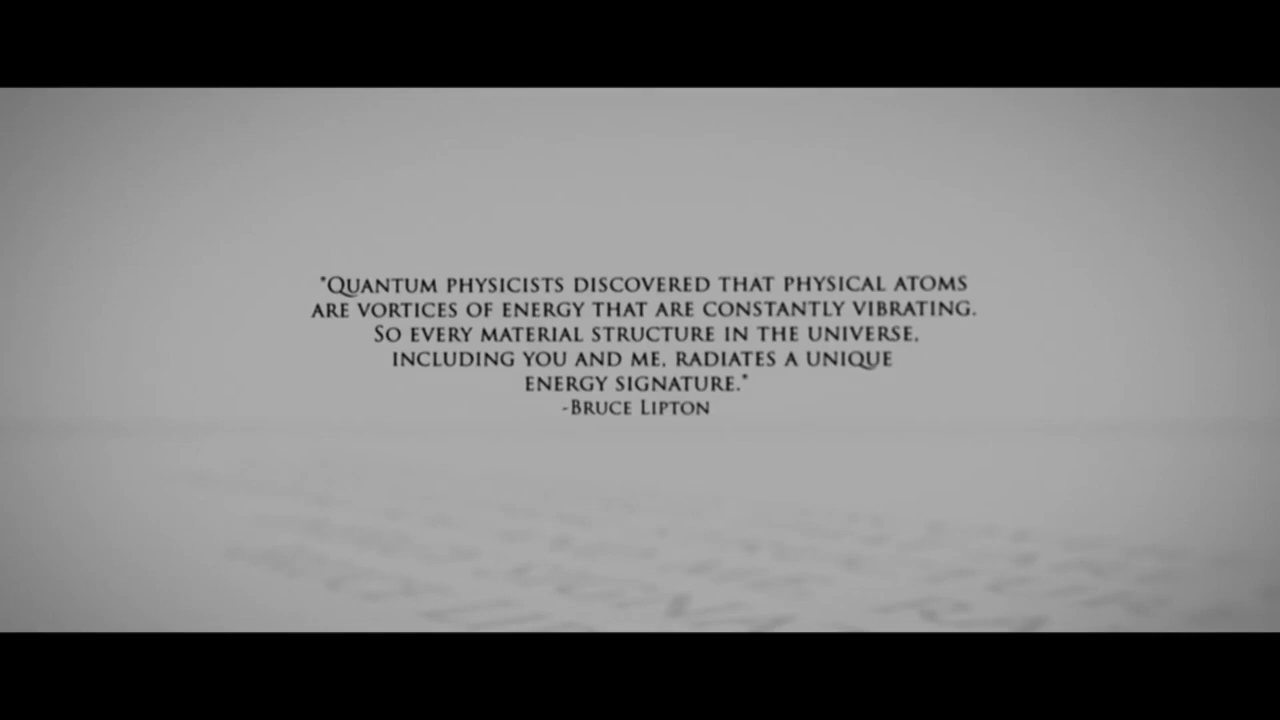 "Quantum physicists discovered that physical atoms
are vortices of energy that are constantly vibrating.
So every material structure in the universe,
including you and me, radiates a unique
energy signature."
-Bruce Lipton